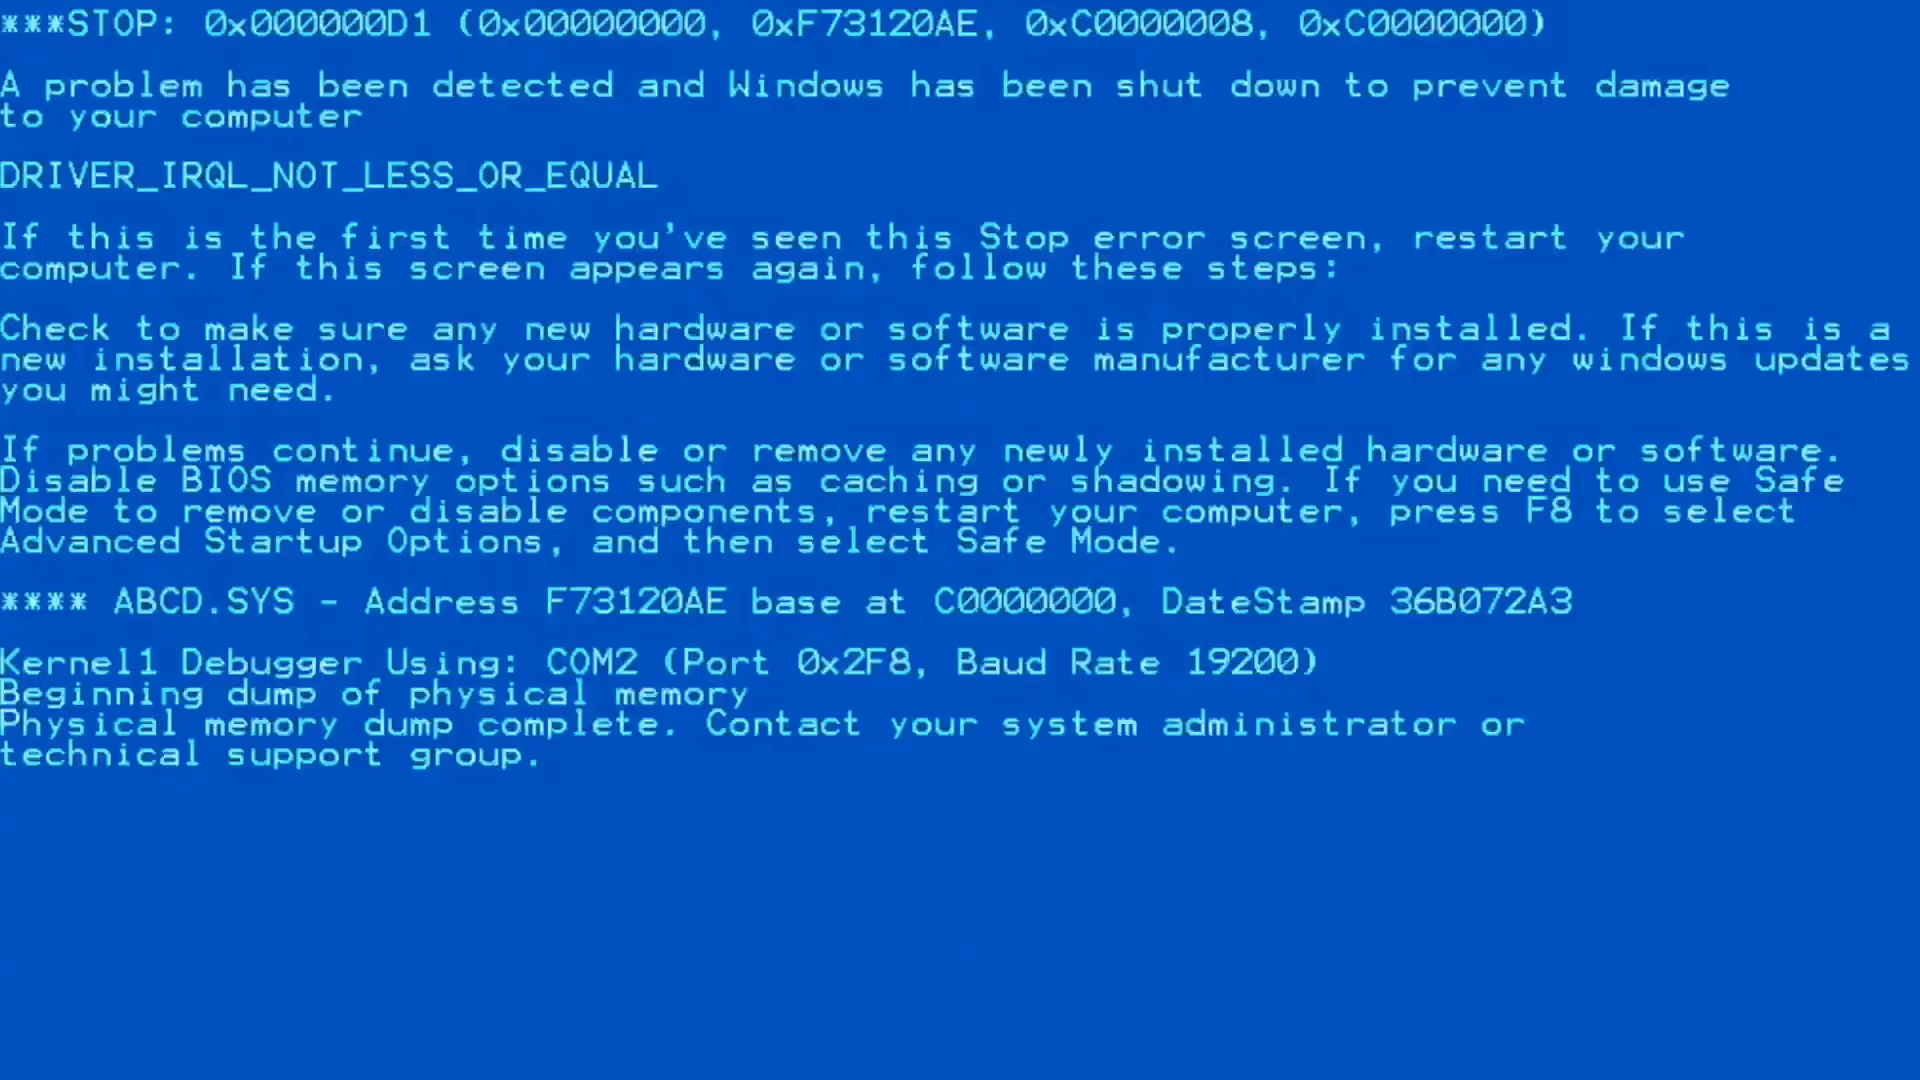 ***STOP: 0x000000D1 (0x00000000, 0xF73120AE, 0xC0000008, 0xC0000000)
A problem has been detected and Windows has been shut down to prevent damage
to your computer
DRIVER_IRQL_NOT_LESS_OR_EQUAL
If this is the first time you've seen this Stop error screen, restart your
computer. If this screen appears again, follow these steps:
Check to make sure any new hardware or software is properly installed. If this is a
new installation, ask your hardware or software manufacturer for any windows updates
you might need.
If problems continue, disable or remove any newly installed hardware or software.
Disable BIOS memory options such as caching or shadowing. If you need to use Safe
Mode to remove or disable components, restart your computer, press F8 to select
Advanced Startup Options, and then select Safe Mode.
**** ABCD.SYS - Address F73120AE base at C0000000, DateStamp 36B072A3
Kernel1 Debugger Using: COM2 (Port 0x2F8, Baud Rate 19200)
Beginning dump of physical memory
Physical memory dump complete. Contact your system administrator or
technical support group.